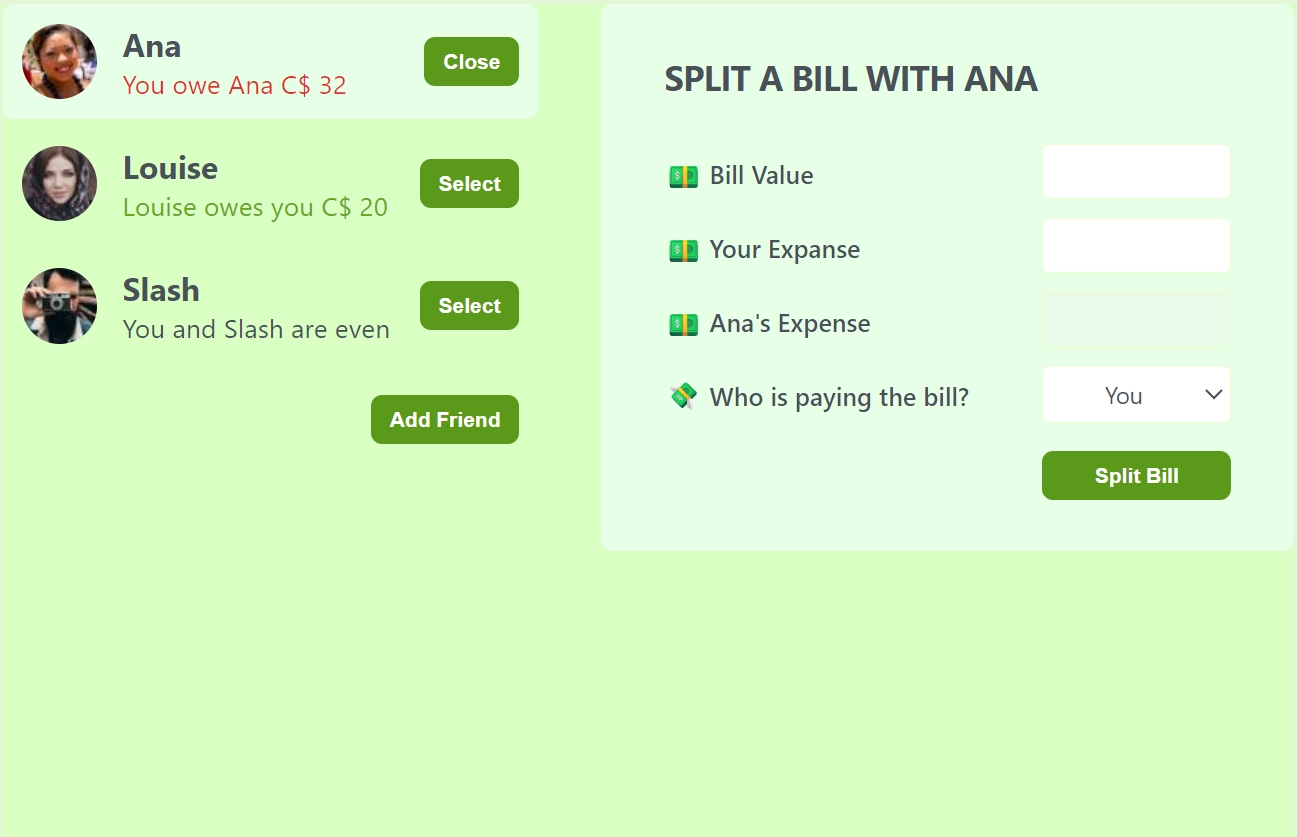 Ana
You owe Ana C$ 32
Close
Louise
Louise owes you C$ 20
Select
Slash
You and Slash are even
Select
Add Friend
SPLIT A BILL WITH ANA
Bill Value
Your Expanse
Ana's Expense
Who is paying the bill?
You
Split Bill